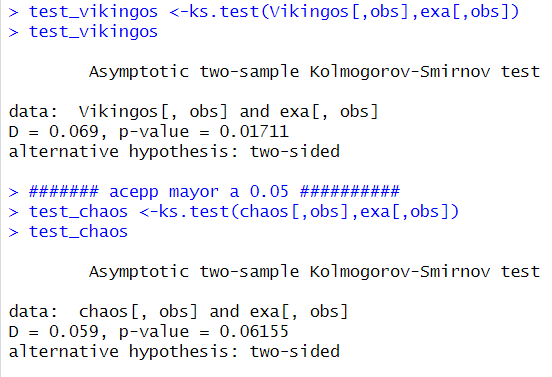 > test_vikingos <-ks.test(Vikingos[,obs],exa[,obs])
> test_vikingos
Asymptotic two-sample Kolmogorov-Smirnov test
data:  Vikingos[, obs] and exa[, obs]
D = 0.069, p-value = 0.01711
alternative hypothesis: two-sided
> ####### acepp mayor a 0.05 ##########
> test_chaos <-ks.test(chaos[,obs],exa[,obs])
> test_chaos
Asymptotic two-sample Kolmogorov-Smirnov test
data:  chaos[, obs] and exa[, obs]
D = 0.059, p-value = 0.06155
alternative hypothesis: two-sided